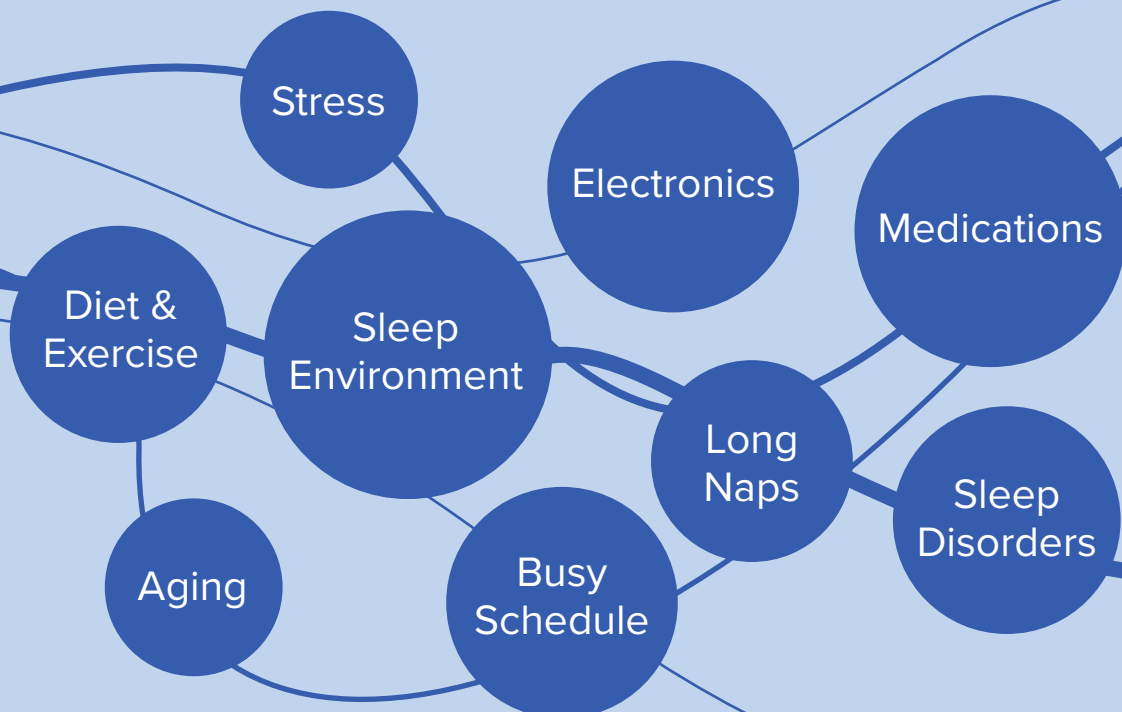 Stress
Electronics
Medications
Diet &
Exercise
Sleep
Environment
Long
Naps
Sleep
Disorders
Aging
Busy
Schedule